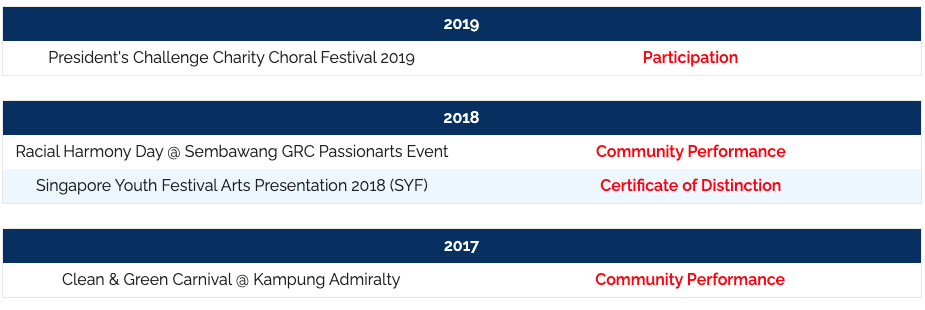 2019
President's Challenge Charity Choral Festival 2019 Participation
2018
Racial Harmony Day @ Sembawang GRC Passionarts Event Community Performance
Singapore Youth Festival Arts Presentation 2018 (SYF) Certificate of Distinction
2017
Clean & Green Carnival @ Kampung Admiralty Community Performance